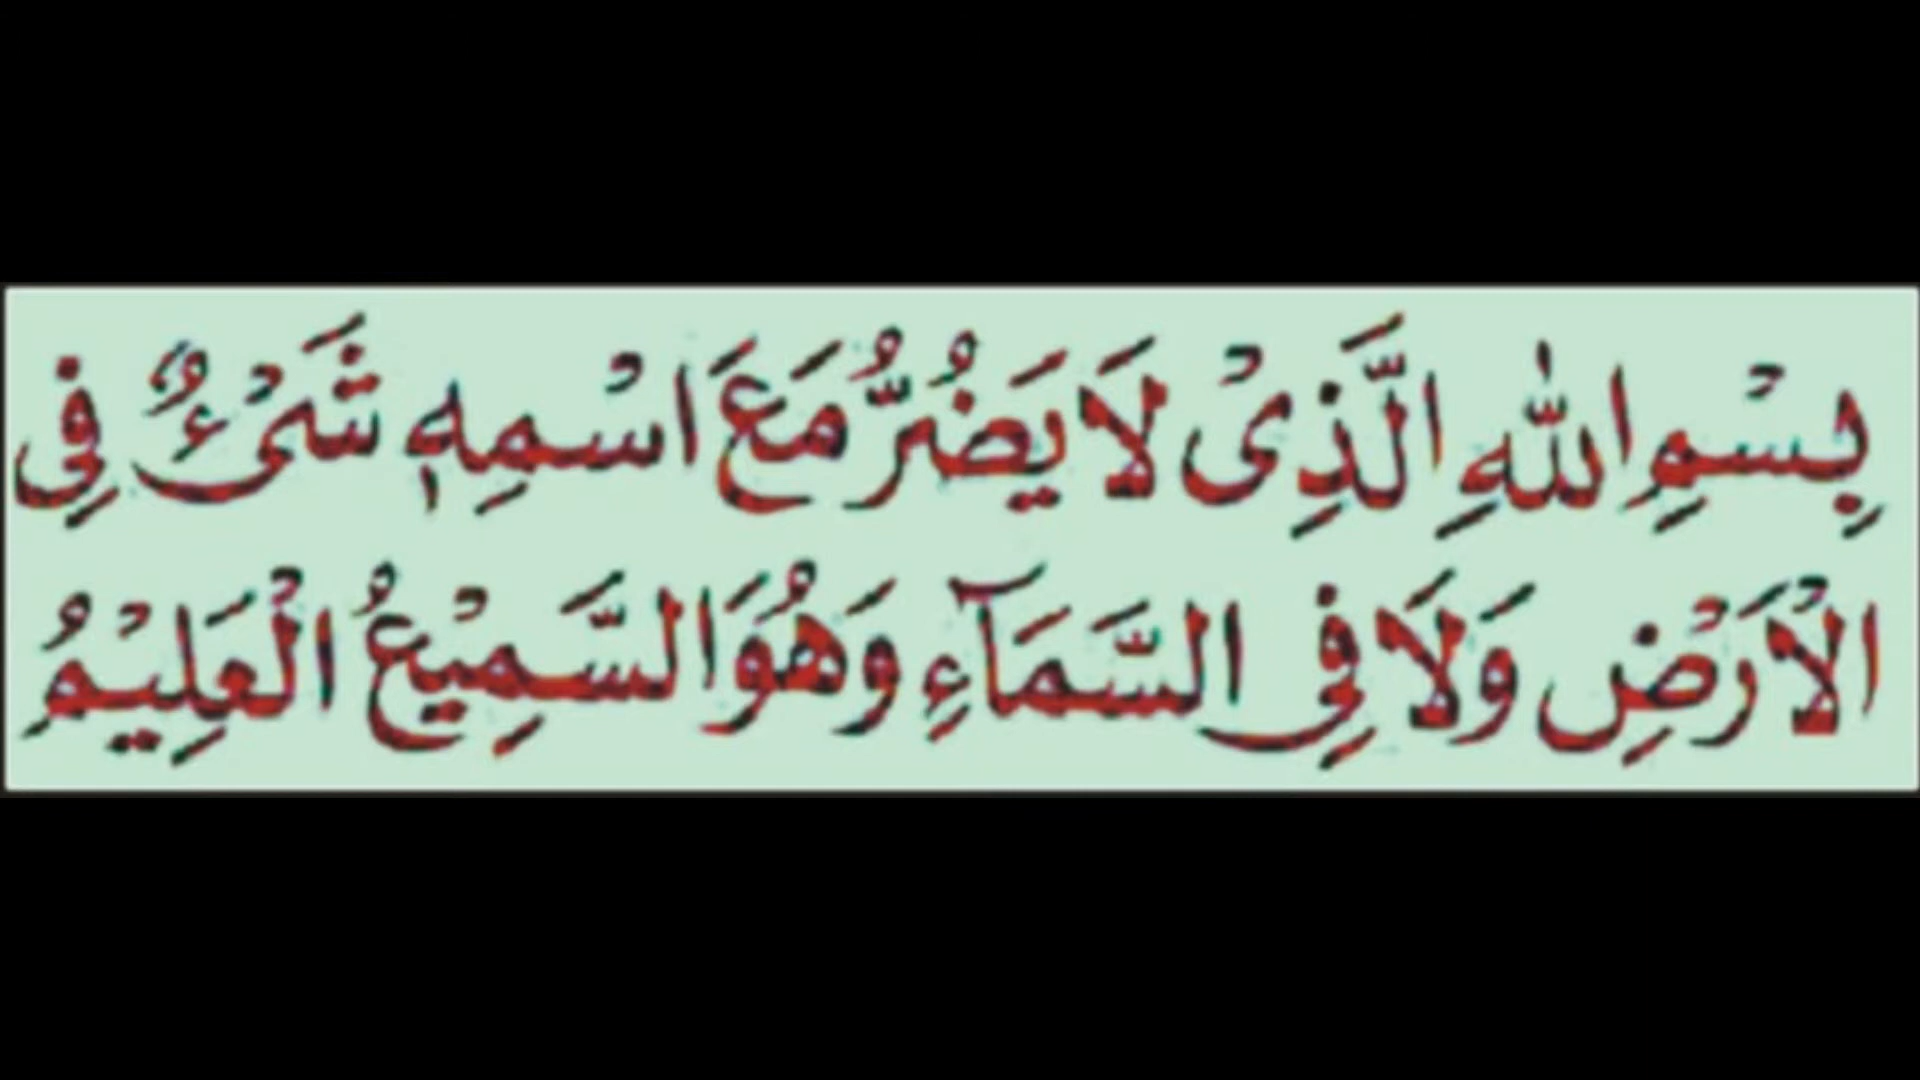 بِسْمِ اللّٰهِ الَّذِىْ لَا يَضُرُّ مَعَ اسْمِهٖ شَىْءٌ فِى
الْاَرْضِ وَلَا فِى السَّمَآءِ وَهُوَ السَّمِيْعُ الْعَلِيْمُ